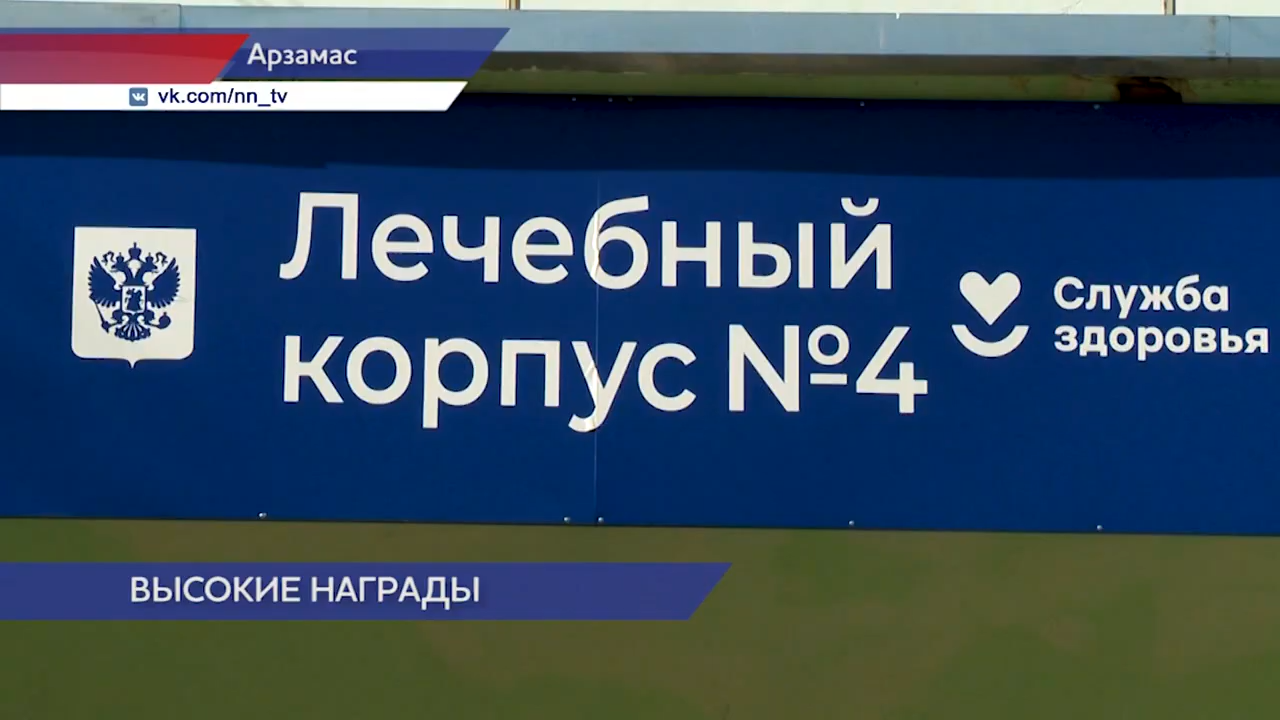 Арзамас
vk.com/nn_tv
Лечебный
корпус №4
Служба
здоровья
ВЫСОКИЕ НАГРАДЫ